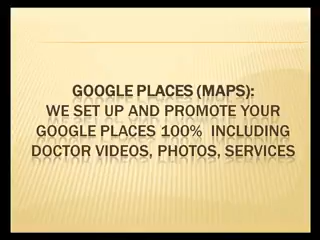 GOOGLE PLACES (MAPS):
WE SET UP AND PROMOTE YOUR
GOOGLE PLACES 100% INCLUDING
DOCTOR VIDEOS, PHOTOS, SERVICES